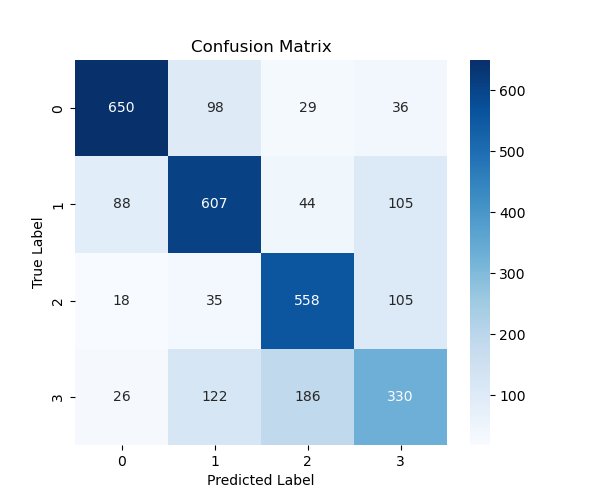 Confusion Matrix
True Label
0 650 98 29 36
1 88 607 44 105
2 18 35 558 105
3 26 122 186 330
0 1 2 3
Predicted Label
600
500
400
300
200
100